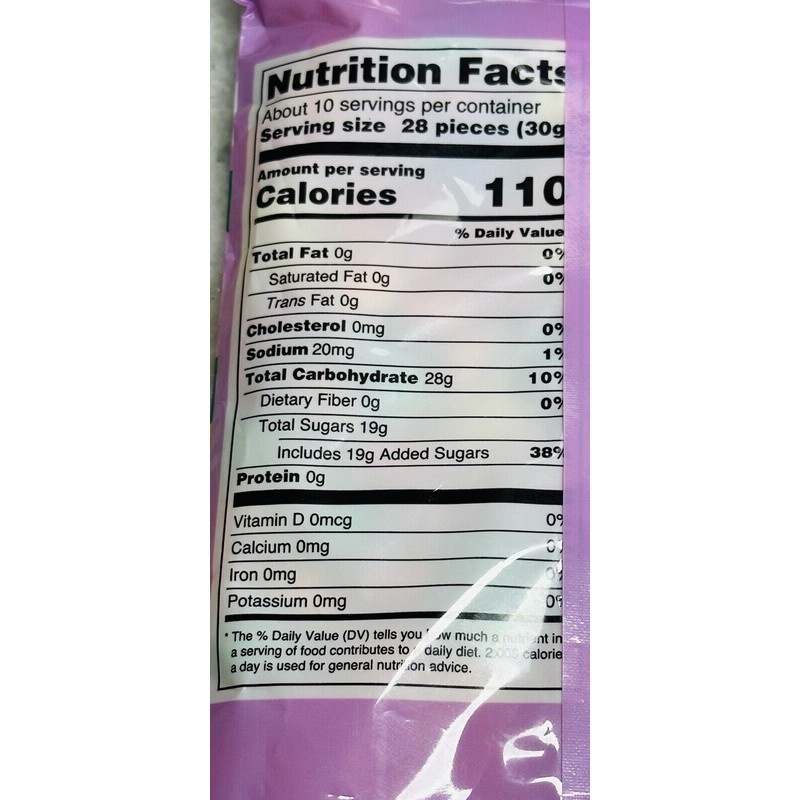 Nutrition Facts
About 10 servings per container
Serving size 28 pieces (30g
Amount per serving
Calories 110
% Daily Value
Total Fat 0g 0%
Saturated Fat 0g 0%
Trans Fat 0g
Cholesterol 0mg 0%
Sodium 20mg 1%
Total Carbohydrate 28g 10%
Dietary Fiber 0g 0%
Total Sugars 19g
Includes 19g Added Sugars 38%
Protein 0g
Vitamin D 0mcg 0%
Calcium 0mg 0%
Iron 0mg 0%
Potassium 0mg 0%
* The % Daily Value (DV) tells you how much a nutrient in
a serving of food contributes to a daily diet. 2,000 calorie
a day is used for general nutrition advice.